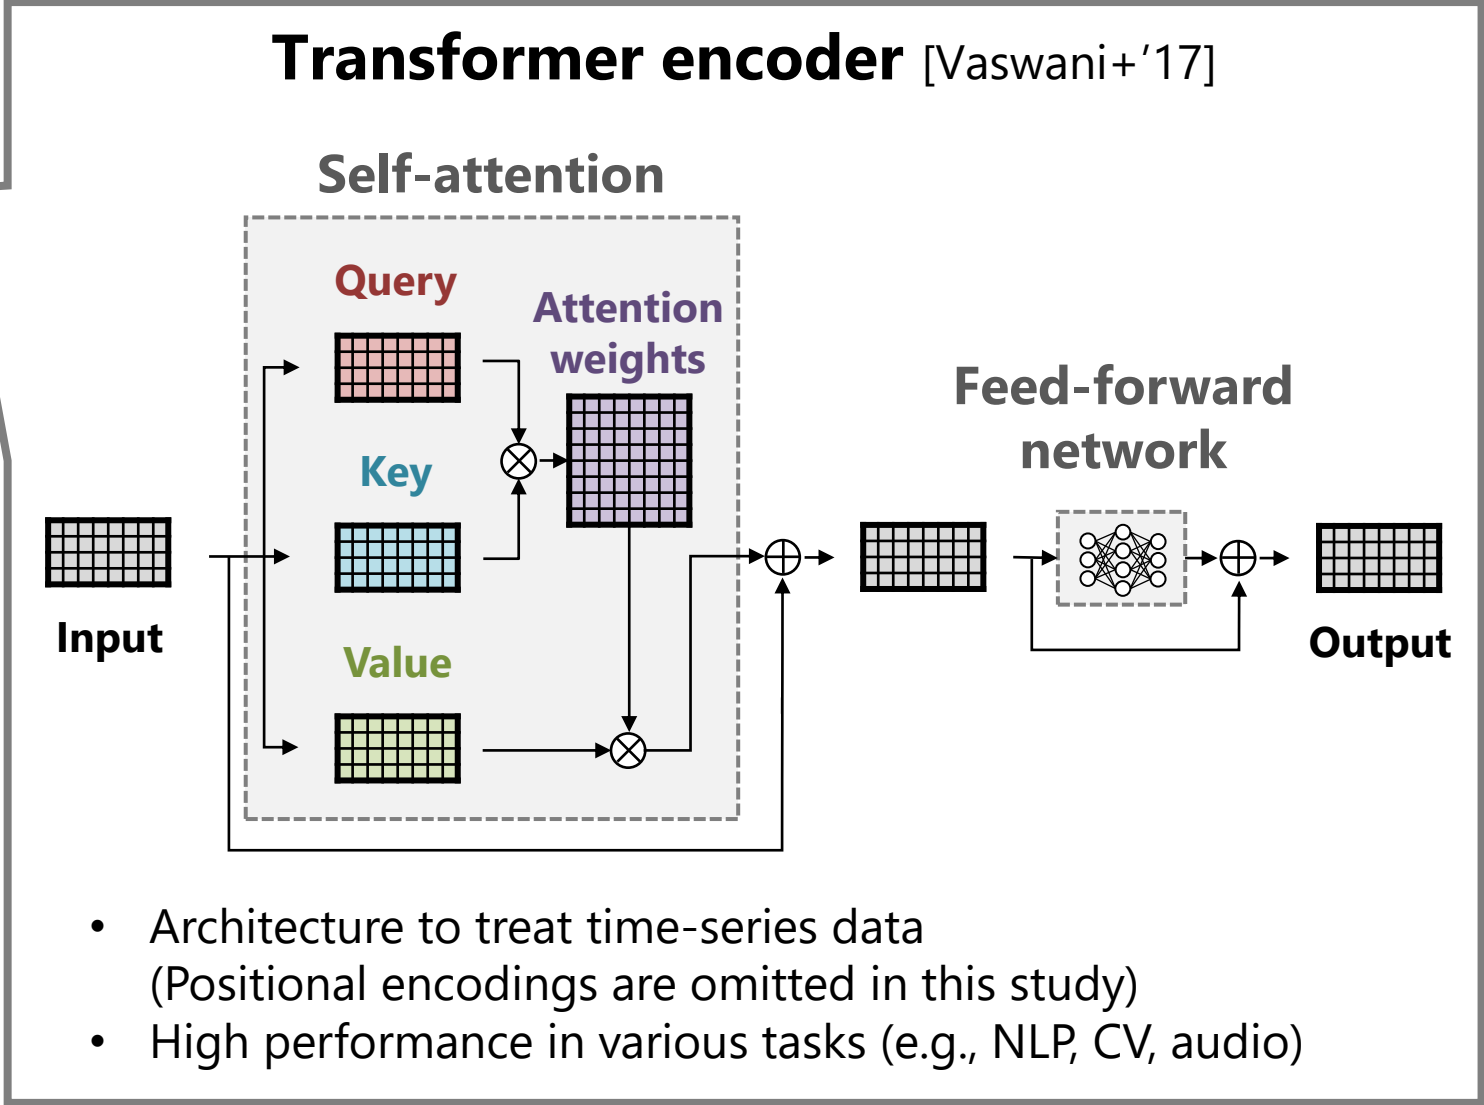 Transformer encoder [Vaswani+’17]
Self-attention
Query
Attention
weights
Key
Value
Input
Feed-forward
network
Output
• Architecture to treat time-series data
(Positional encodings are omitted in this study)
• High performance in various tasks (e.g., NLP, CV, audio)